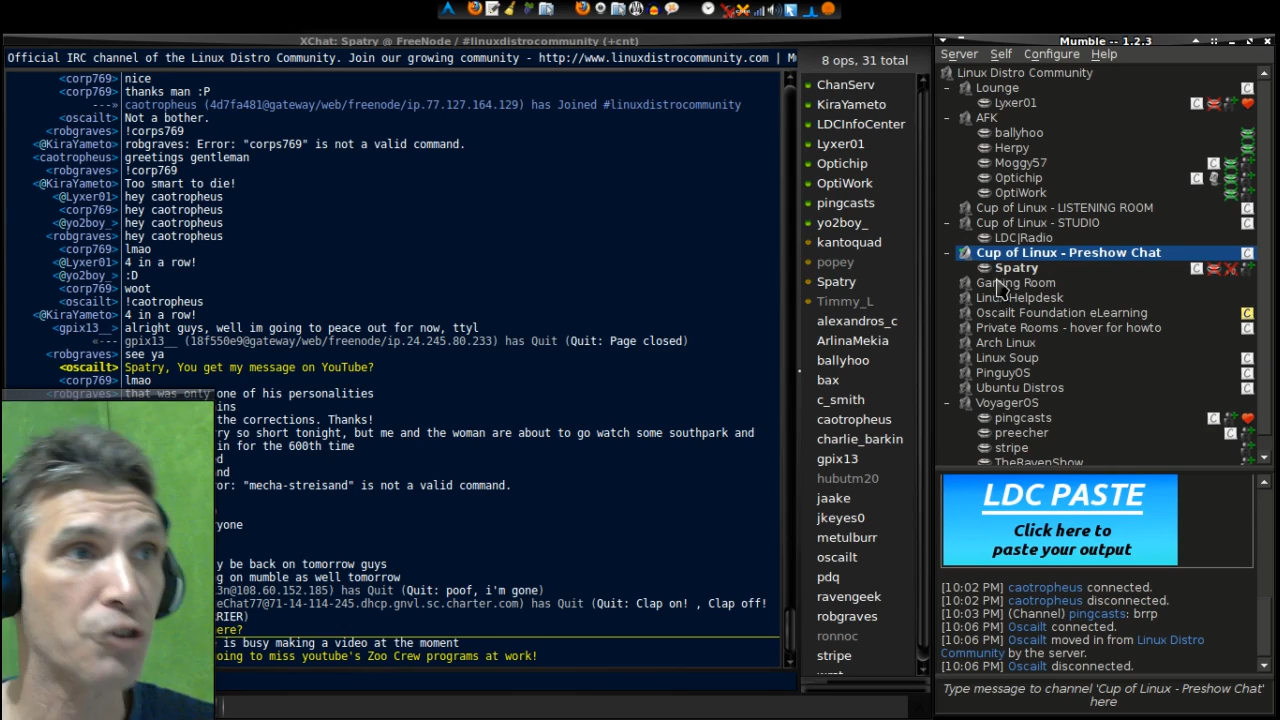 XChat: Spatry @ FreeNode / #linuxdistrocommunity (+cnt)
Official IRC channel of the Linux Distro Community. Join our growing community - http://www.linuxdistrocommunity.com | Mu
<corp769> nice
<corp769> thanks man :P
---» caotropheus (4d7fa481@gateway/web/freenode/ip.77.127.164.129) has Joined #linuxdistrocommunity
<oscailt> Not a bother.
<robgraves> !corps769
<@KiraYameto> robgraves: Error: "corps769" is not a valid command.
<caotropheus> greetings gentleman
<robgraves> !corp769
<@KiraYameto> Too smart to die!
<@Lyxer01> hey caotropheus
<corp769> hey caotropheus
<@yo2boy_> hey caotropheus
<robgraves> hey caotropheus
<corp769> lmao
<@Lyxer01> 4 in a row!
<@yo2boy_> :D
<corp769> woot
<oscailt> !caotropheus
<@KiraYameto> 4 in a row!
<gpix13__> alright guys, well im going to peace out for now, ttyl
«--- gpix13__ (18f550e9@gateway/web/freenode/ip.24.245.80.233) has Quit (Quit: Page closed)
<robgraves> see ya
<oscailt> Spatry, You get my message on YouTube?
<corp769> lmao
<robgraves> that was only one of his personalities
ins
the corrections. Thanks!
ry so short tonight, but me and the woman are about to go watch some southpark and
in for the 600th time
d
nd
or: "mecha-streisand" is not a valid command.
ryone
y be back on tomorrow guys
g on mumble as well tomorrow
3n@108.60.152.185) has Quit (Quit: poof, i'm gone)
eChat77@71-14-114-245.dhcp.gnvl.sc.charter.com) has Quit (Quit: Clap on! , Clap off!
RIER)
ere?
is busy making a video at the moment
oing to miss youtube's Zoo Crew programs at work!
8 ops, 31 total
ChanServ
KiraYameto
LDCInfoCenter
Lyxer01
Optichip
OptiWork
pingcasts
yo2boy_
kantoquad
popey
Spatry
Timmy_L
alexandros_c
ArlinaMekia
ballyhoo
bax
c_smith
caotropheus
charlie_barkin
gpix13
hubutm20
jaake
jkeyes0
metulburr
oscailt
pdq
ravengeek
robgraves
ronnoc
stripe
Mumble -- 1.2.3
Server Self Configure Help
Linux Distro Community
Lounge
Lyxer01
AFK
ballyhoo
Herpy
Moggy57
Optichip
OptiWork
Cup of Linux - LISTENING ROOM
Cup of Linux - STUDIO
LDC|Radio
Cup of Linux - Preshow Chat
Spatry
Gaming Room
Linux Helpdesk
Oscailt Foundation eLearning
Private Rooms - hover for howto
Arch Linux
Linux Soup
PinguyOS
Ubuntu Distros
VoyagerOS
pingcasts
preecher
stripe
TheRavenShow
LDC PASTE
Click here to
paste your output
[10:02 PM] caotropheus connected.
[10:02 PM] caotropheus disconnected.
[10:03 PM] (Channel) pingcasts: brrp
[10:06 PM] Oscailt connected.
[10:06 PM] Oscailt moved in from Linux Distro
Community by the server.
[10:06 PM] Oscailt disconnected.
Type message to channel 'Cup of Linux - Preshow Chat'
here